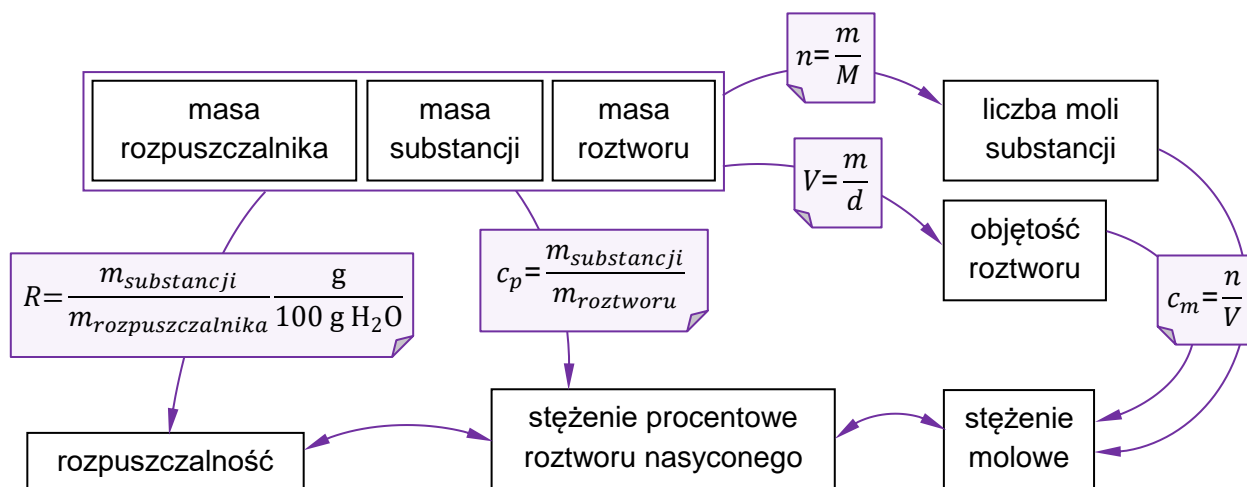 n=m/M
masa
rozpuszczalnika
masa
substancji
masa
roztworu
liczba moli
substancji
V=m/d
objętość
roztworu
R=m_substancji/m_rozpuszczalnika g/100 g H₂O
c_p=m_substancji/m_roztworu
c_m=n/V
rozpuszczalność
stężenie procentowe
roztworu nasyconego
stężenie
molowe